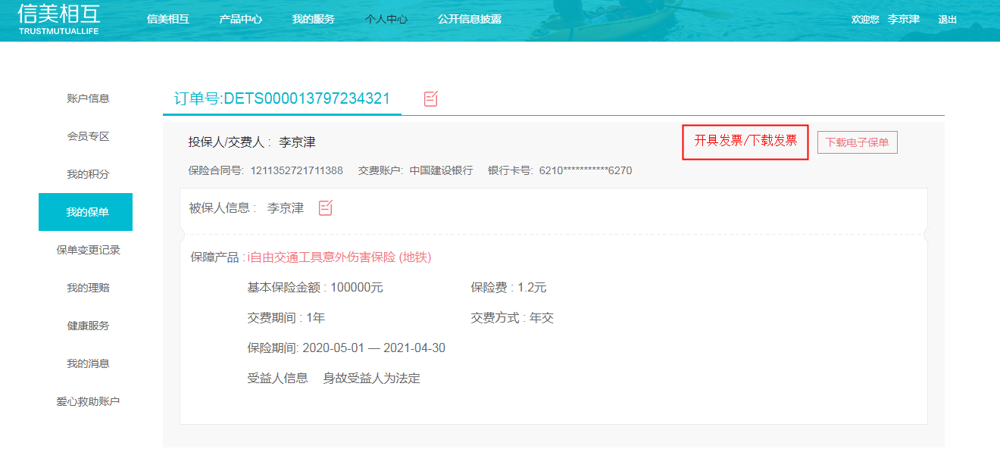 信美相互
TRUSTMUTUALLIFE
信美相互 产品中心 我的服务 个人中心 公开信息披露
欢迎您 李京津 退出
账户信息
会员专区
我的积分
我的保单
保单变更记录
我的理赔
健康服务
我的消息
爱心救助账户
订单号:DETS000013797234321
投保人/交费人 : 李京津
开具发票/下载发票 下载电子保单
保险合同号: 1211352721711388 交费账户: 中国建设银行 银行卡号: 6210***********6270
被保人信息 : 李京津
保障产品 :i自由交通工具意外伤害保险 (地铁)
基本保险金额 : 100000元 保险费 : 1.2元
交费期间 : 1年 交费方式 : 年交
保险期间: 2020-05-01 — 2021-04-30
受益人信息 身故受益人为法定